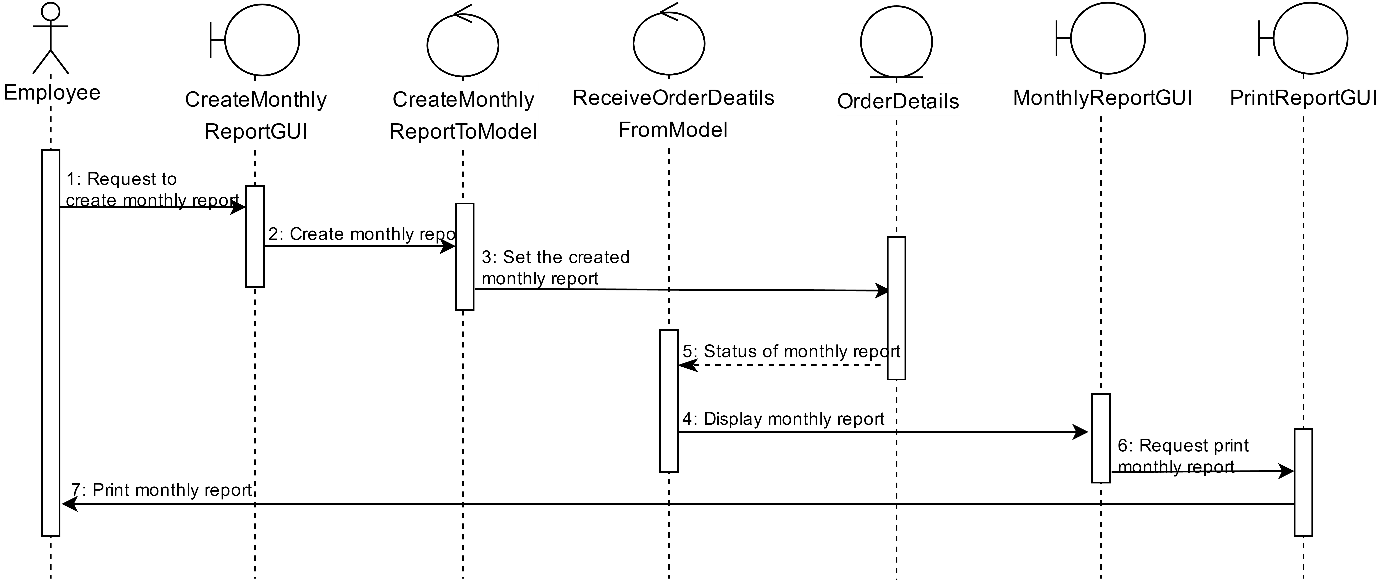 Employee
CreateMonthly
ReportGUI
CreateMonthly
ReportToModel
ReceiveOrderDeatils
FromModel
OrderDetails
MonthlyReportGUI
PrintReportGUI
1: Request to
create monthly report
2: Create monthly repo
3: Set the created
monthly report
5: Status of monthly report
4: Display monthly report
6: Request print
monthly report
7: Print monthly report